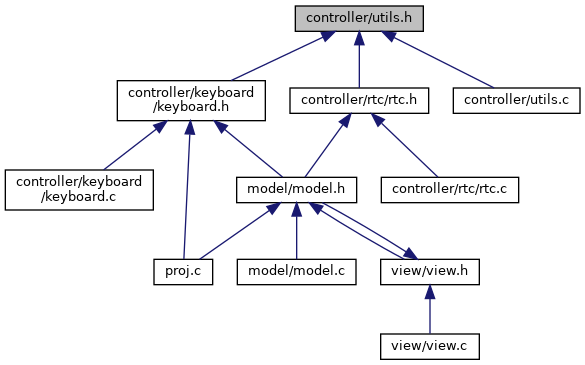 controller/utils.h
controller/keyboard
/keyboard.h
controller/rtc/rtc.h
controller/utils.c
controller/keyboard
/keyboard.c
model/model.h
controller/rtc/rtc.c
proj.c
model/model.c
view/view.h
view/view.c